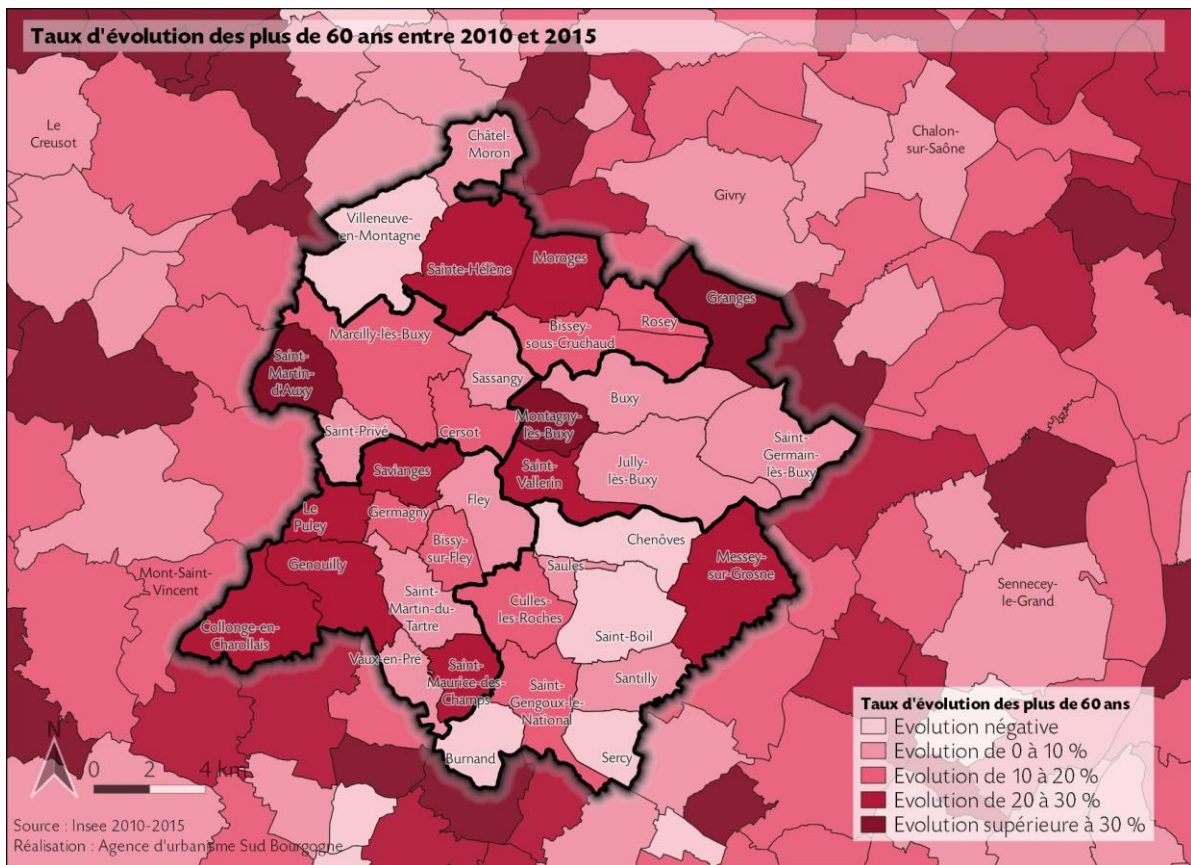 Taux d'évolution des plus de 60 ans entre 2010 et 2015
Le
Creusot
Châtel-
Moron
Chalon-
sur-Saône
Givry
Villeneuve-
en-Montagne
Sainte-Hélène
Moroges
Granges
Marcilly-lès-Buxy
Bissey-
sous-Cruchaud
Rosey
Saint-
Martin-
d'Auxy
Sassangy
Buxy
Montagny-
lès-Buxy
Saint-Privé
Cersot
Saint-
Germain-
lès-Buxy
Jully-
lès-Buxy
Saint-
Vallerin
Savianges
Fley
Le
Puley
Germagny
Bissy-
sur-Fley
Chenôves
Messey-
sur-Grosne
Genouilly
Saules
Mont-Saint-
Vincent
Saint-
Martin-du-
Tartre
Culles-
les-Roches
Sennecey-
le-Grand
Collonge-en-
Charollais
Saint-Boil
Vaux-en-Pré
Saint-
Maurice-des-
Champs
Santilly
Saint-
Gengoux-le-
National
Burnand
Sercy
Taux d'évolution des plus de 60 ans
Evolution négative
Evolution de 0 à 10 %
Evolution de 10 à 20 %
Evolution de 20 à 30 %
Evolution supérieure à 30 %
N
0 2 4 km
Source : Insee 2010-2015
Réalisation : Agence d'urbanisme Sud Bourgogne